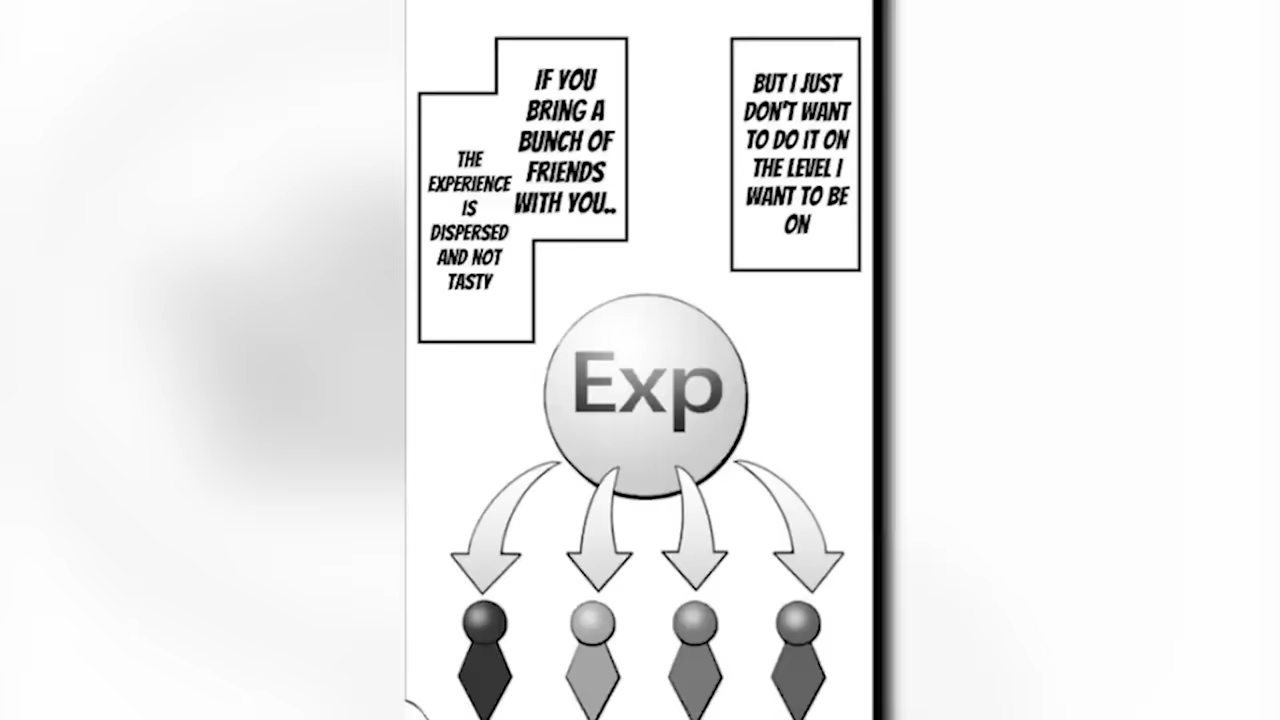 BUT I JUST
DON'T WANT
TO DO IT ON
THE LEVEL I
WANT TO BE
ON
IF YOU
BRING A
BUNCH OF
FRIENDS
WITH YOU..
THE
EXPERIENCE
IS
DISPERSED
AND NOT
TASTY
Exp